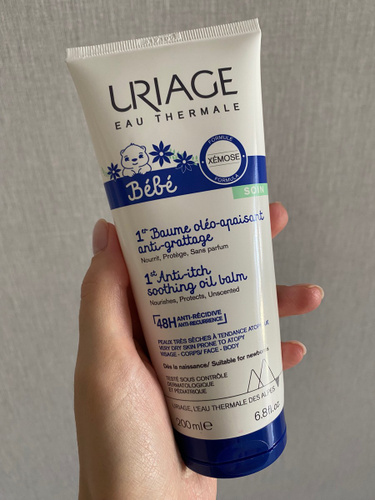 URIAGE
EAU THERMALE
FORMULE
XÉMOSE
FORMULA
Bébé
SOIN
1er Baume oléo-apaisant
anti-grattage
Nourrit, Protège, Sans parfum
1st Anti-itch
soothing oil balm
Nourishes, Protects, Unscented
48H ANTI-RÉCIDIVE
ANTI-RECURRENCE
PEAUX TRÈS SÈCHES À TENDANCE ATOPIQUE
VERY DRY SKIN PRONE TO ATOPY
VISAGE - CORPS/ FACE - BODY
Dès la naissance/ Suitable for newborns
TESTÉ SOUS CONTRÔLE
DERMATOLOGIQUE
ET PÉDIATRIQUE
URIAGE, L'EAU THERMALE DES ALPES
200 ml e
6.8 fl.oz